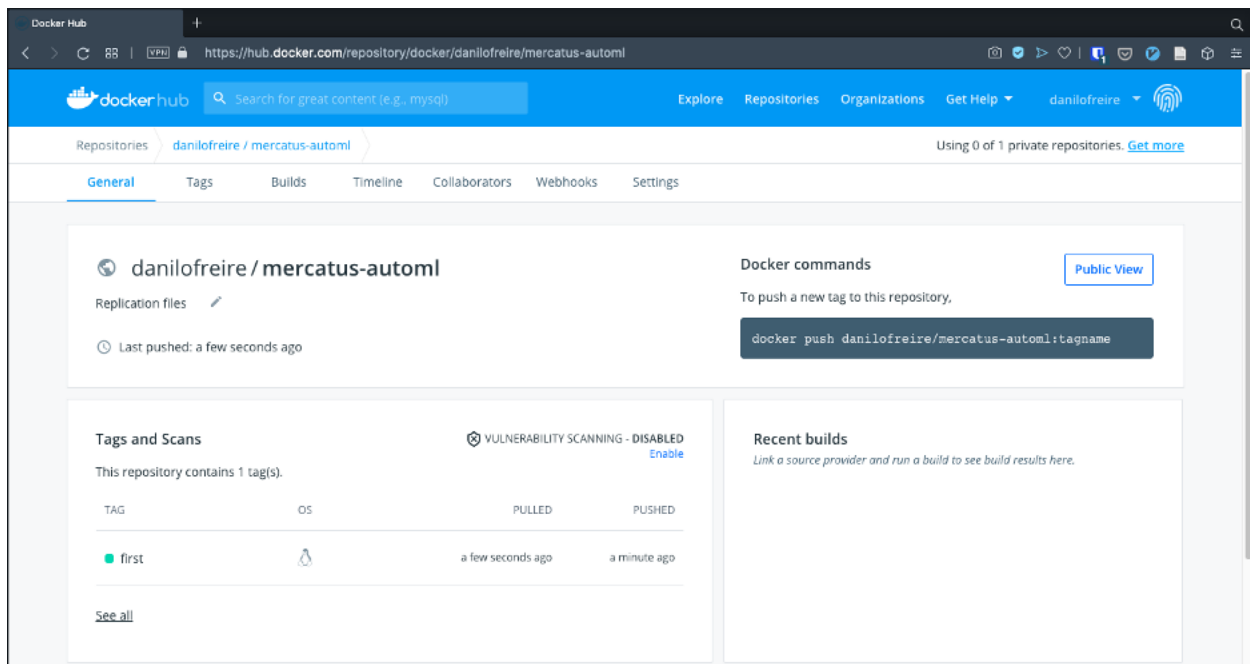 Docker Hub
VPN https://hub.docker.com/repository/docker/danilofreire/mercatus-automl
dockerhub Search for great content (e.g., mysql) Explore Repositories Organizations Get Help danilofreire
Repositories danilofreire / mercatus-automl Using 0 of 1 private repositories. Get more
General Tags Builds Timeline Collaborators Webhooks Settings
danilofreire / mercatus-automl
Replication files
Last pushed: a few seconds ago
Docker commands
Public View
To push a new tag to this repository,
docker push danilofreire/mercatus-automl:tagname
Tags and Scans
VULNERABILITY SCANNING - DISABLED
Enable
This repository contains 1 tag(s).
TAG OS PULLED PUSHED
first a few seconds ago a minute ago
See all
Recent builds
Link a source provider and run a build to see build results here.